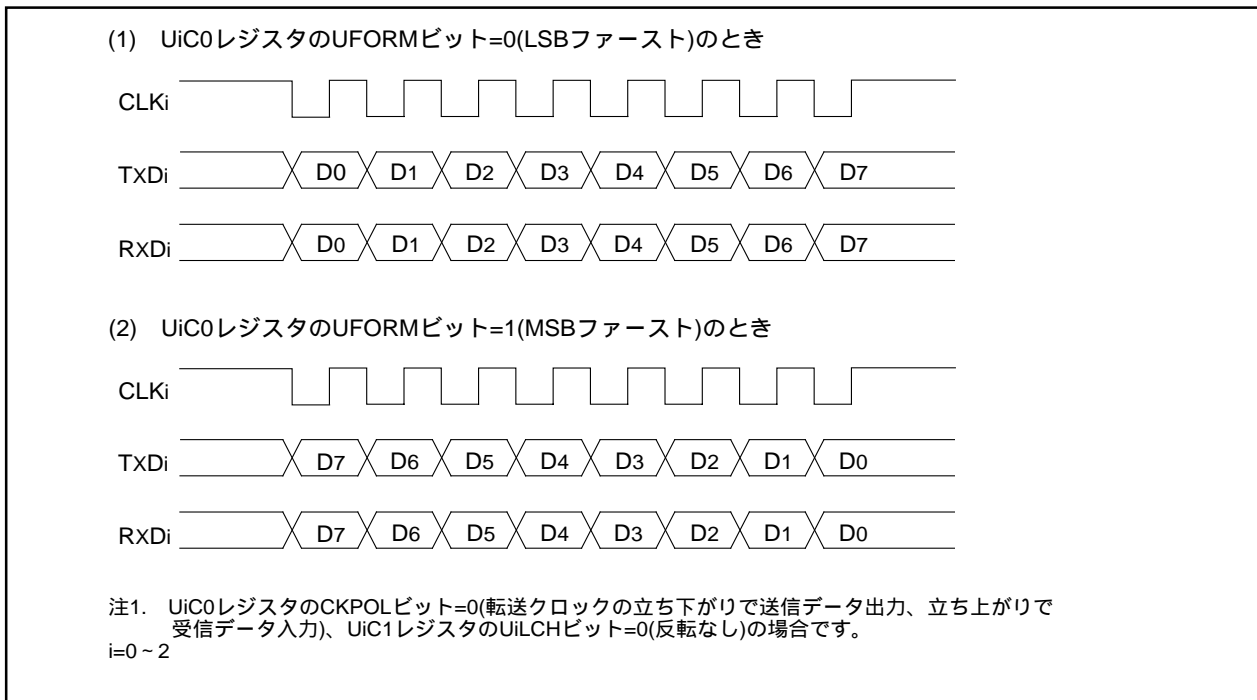 (1) UiC0レジスタのUFORMビット=0(LSBファースト)のとき
CLKi
TXDi D0 D1 D2 D3 D4 D5 D6 D7
RXDi D0 D1 D2 D3 D4 D5 D6 D7
(2) UiC0レジスタのUFORMビット=1(MSBファースト)のとき
CLKi
TXDi D7 D6 D5 D4 D3 D2 D1 D0
RXDi D7 D6 D5 D4 D3 D2 D1 D0
注1. UiC0レジスタのCKPOLビット=0(転送クロックの立ち下がりで送信データ出力、立ち上がりで
受信データ入力)、UiC1レジスタのUiLCHビット=0(反転なし)の場合です。
i=0~2